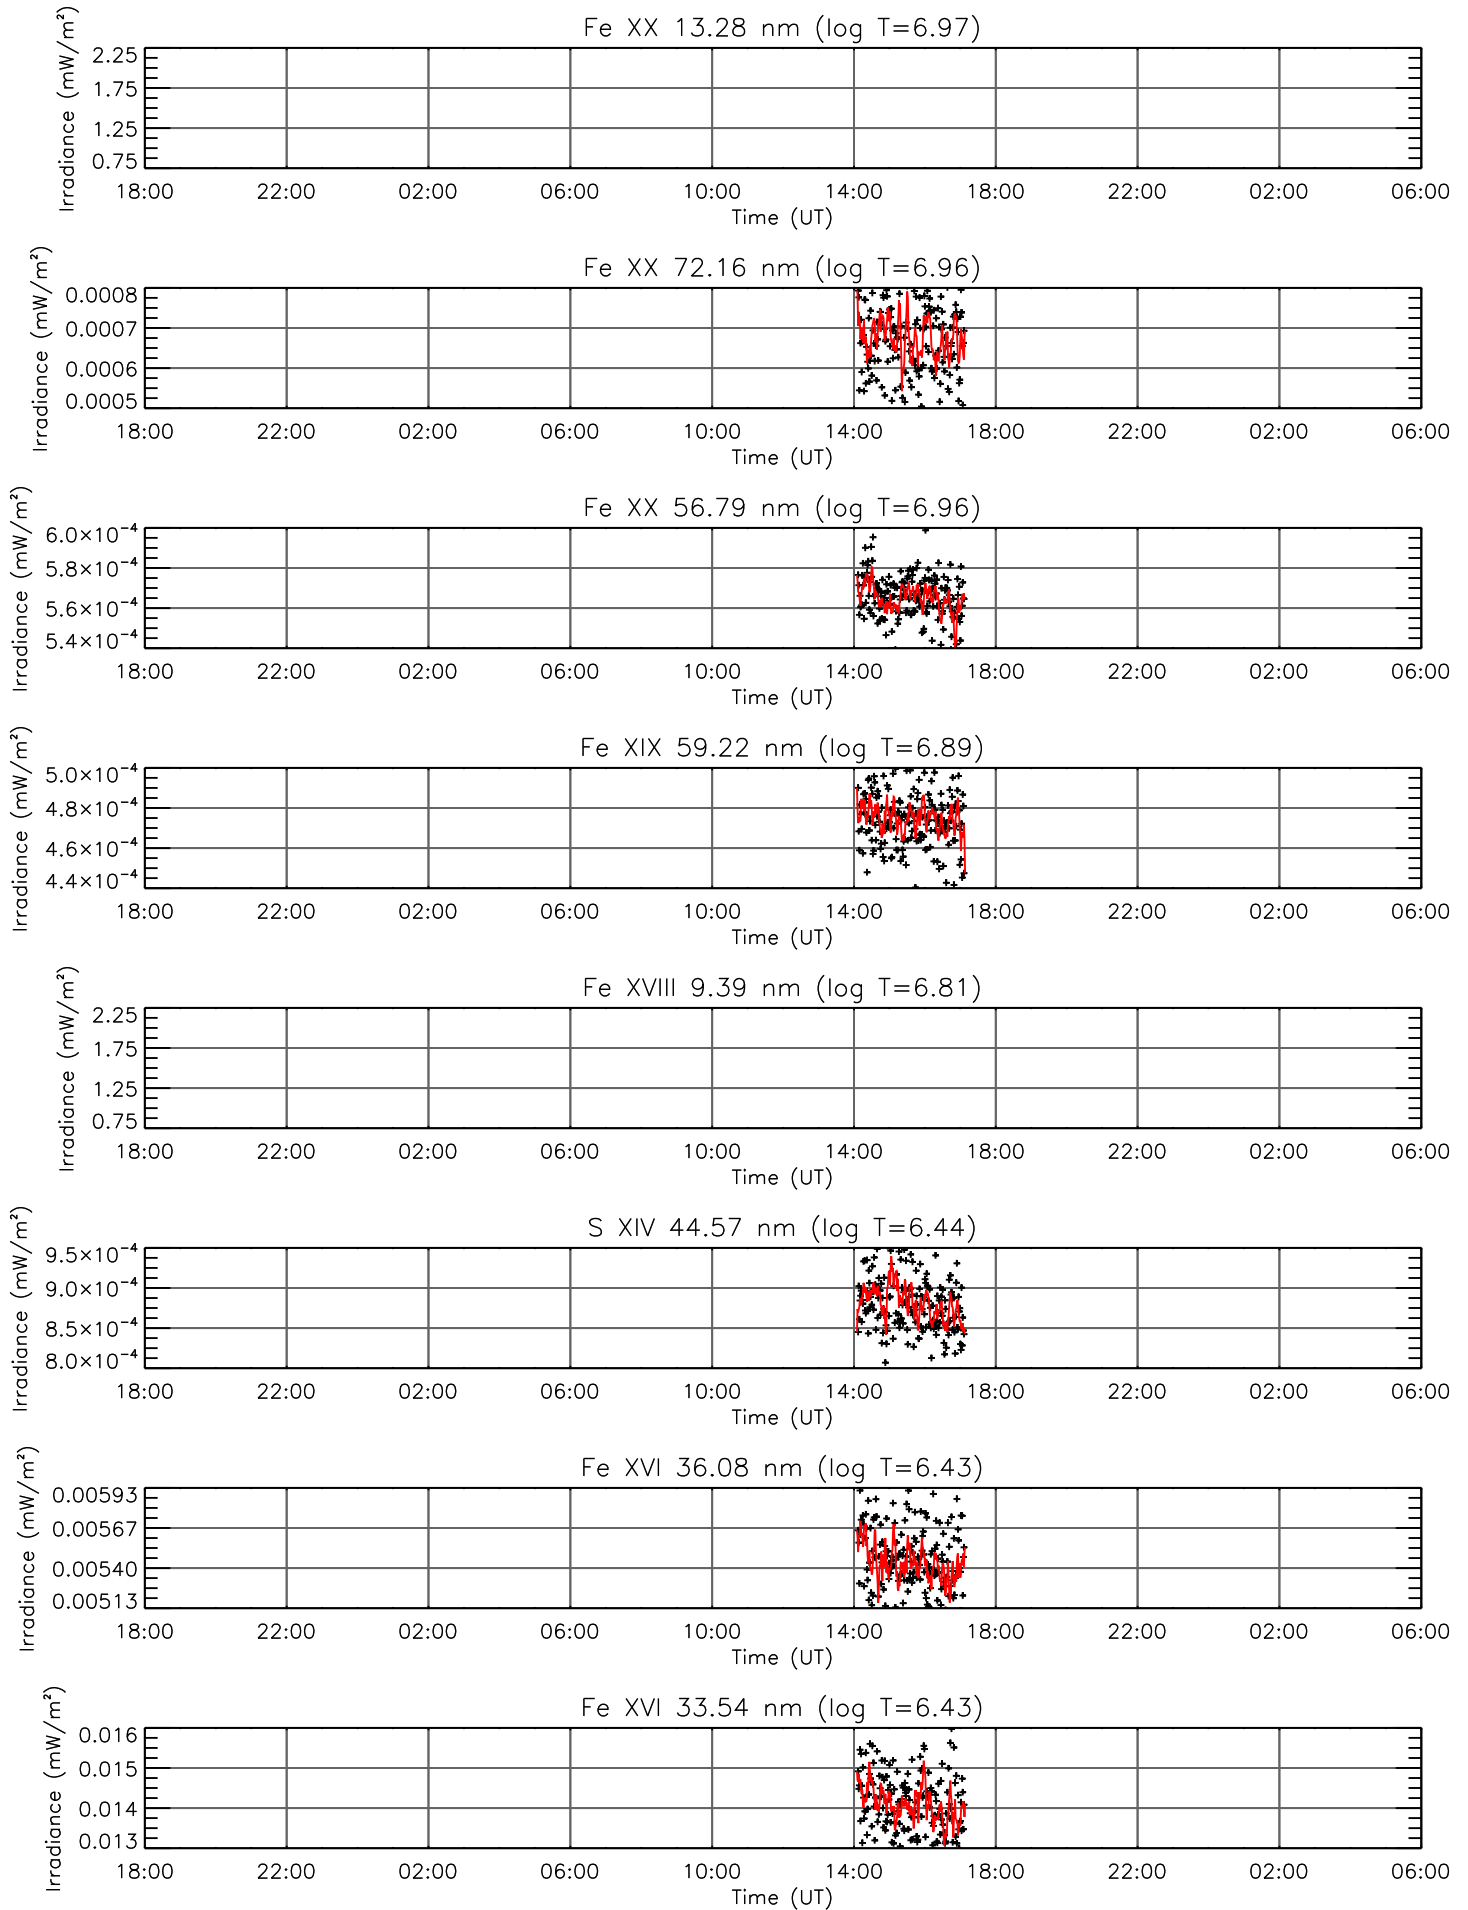 Fe XX 13.28 nm (log T=6.97)
Irradiance (mW/m²)
2.25
1.75
1.25
0.75
18:00 22:00 02:00 06:00 10:00 14:00 18:00 22:00 02:00 06:00
Time (UT)
Fe XX 72.16 nm (log T=6.96)
Irradiance (mW/m²)
0.0008
0.0007
0.0006
0.0005
18:00 22:00 02:00 06:00 10:00 14:00 18:00 22:00 02:00 06:00
Time (UT)
Fe XX 56.79 nm (log T=6.96)
Irradiance (mW/m²)
6.0×10⁻⁴
5.8×10⁻⁴
5.6×10⁻⁴
5.4×10⁻⁴
18:00 22:00 02:00 06:00 10:00 14:00 18:00 22:00 02:00 06:00
Time (UT)
Fe XIX 59.22 nm (log T=6.89)
Irradiance (mW/m²)
5.0×10⁻⁴
4.8×10⁻⁴
4.6×10⁻⁴
4.4×10⁻⁴
18:00 22:00 02:00 06:00 10:00 14:00 18:00 22:00 02:00 06:00
Time (UT)
Fe XVIII 9.39 nm (log T=6.81)
Irradiance (mW/m²)
2.25
1.75
1.25
0.75
18:00 22:00 02:00 06:00 10:00 14:00 18:00 22:00 02:00 06:00
Time (UT)
S XIV 44.57 nm (log T=6.44)
Irradiance (mW/m²)
9.5×10⁻⁴
9.0×10⁻⁴
8.5×10⁻⁴
8.0×10⁻⁴
18:00 22:00 02:00 06:00 10:00 14:00 18:00 22:00 02:00 06:00
Time (UT)
Fe XVI 36.08 nm (log T=6.43)
Irradiance (mW/m²)
0.00593
0.00567
0.00540
0.00513
18:00 22:00 02:00 06:00 10:00 14:00 18:00 22:00 02:00 06:00
Time (UT)
Fe XVI 33.54 nm (log T=6.43)
Irradiance (mW/m²)
0.016
0.015
0.014
0.013
18:00 22:00 02:00 06:00 10:00 14:00 18:00 22:00 02:00 06:00
Time (UT)